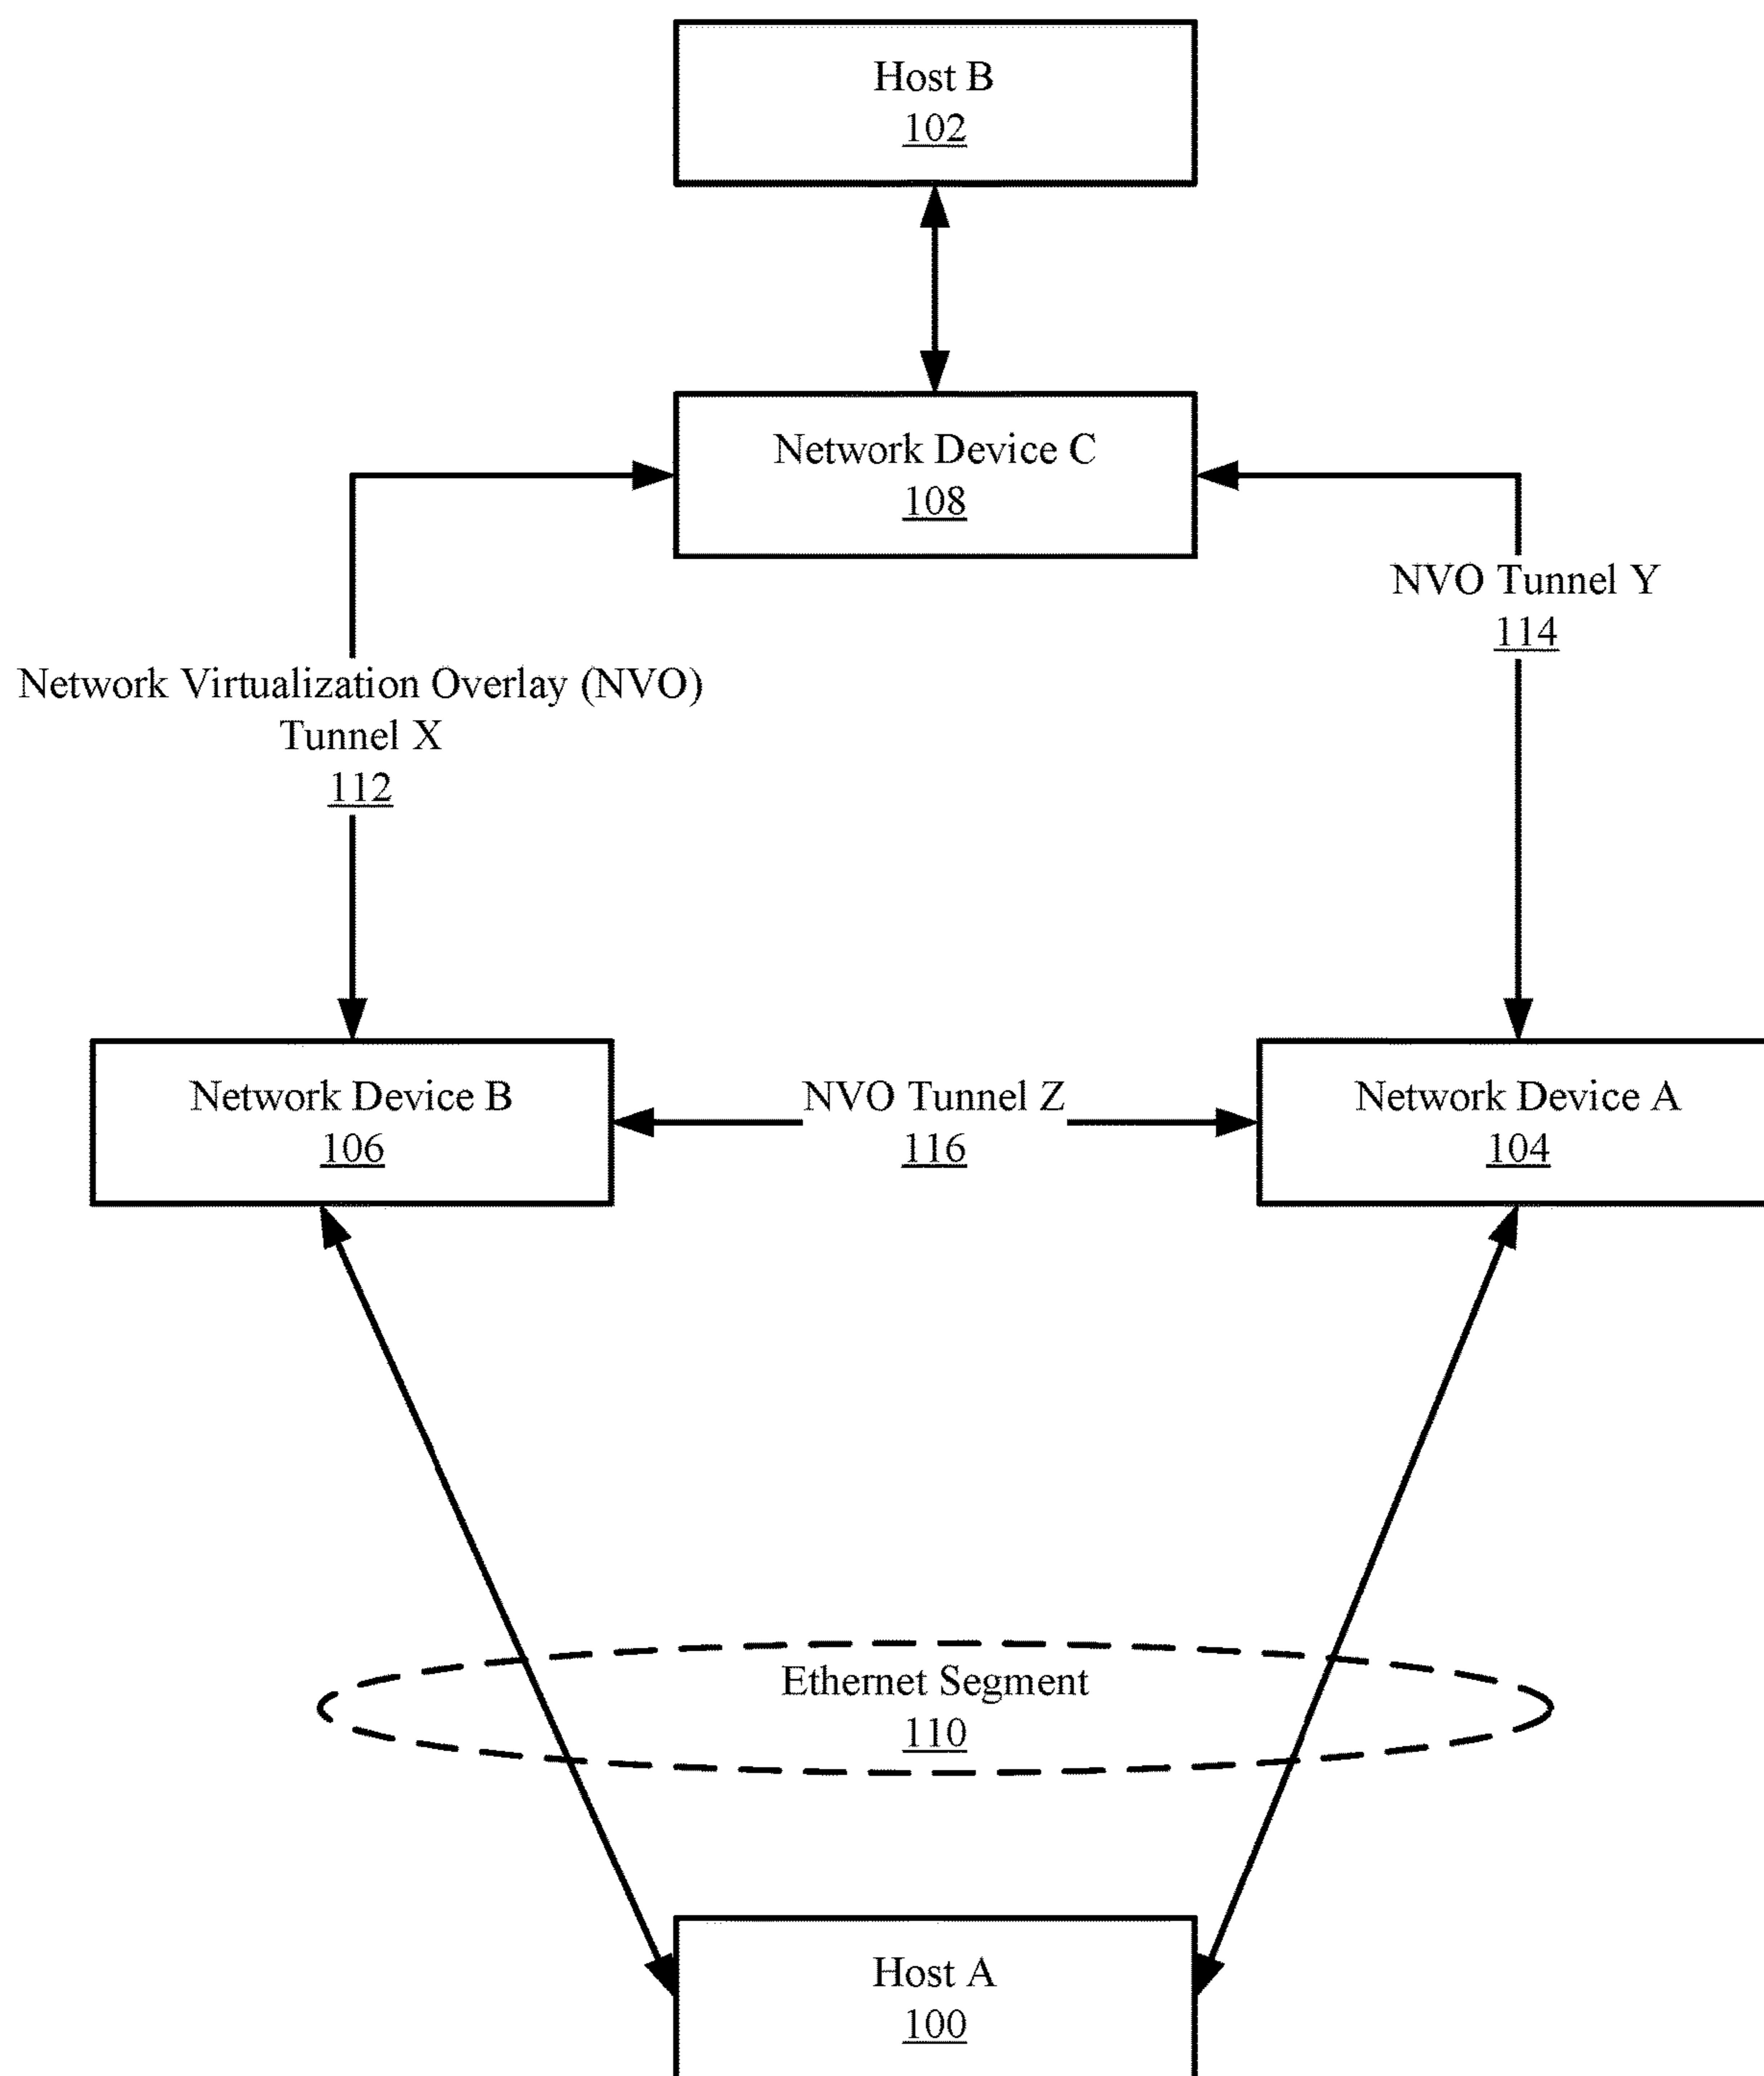 Host B
102
Network Device C
108
NVO Tunnel Y
114
Network Virtualization Overlay (NVO)
Tunnel X
112
Network Device B
106
NVO Tunnel Z
116
Network Device A
104
Ethernet Segment
110
Host A
100